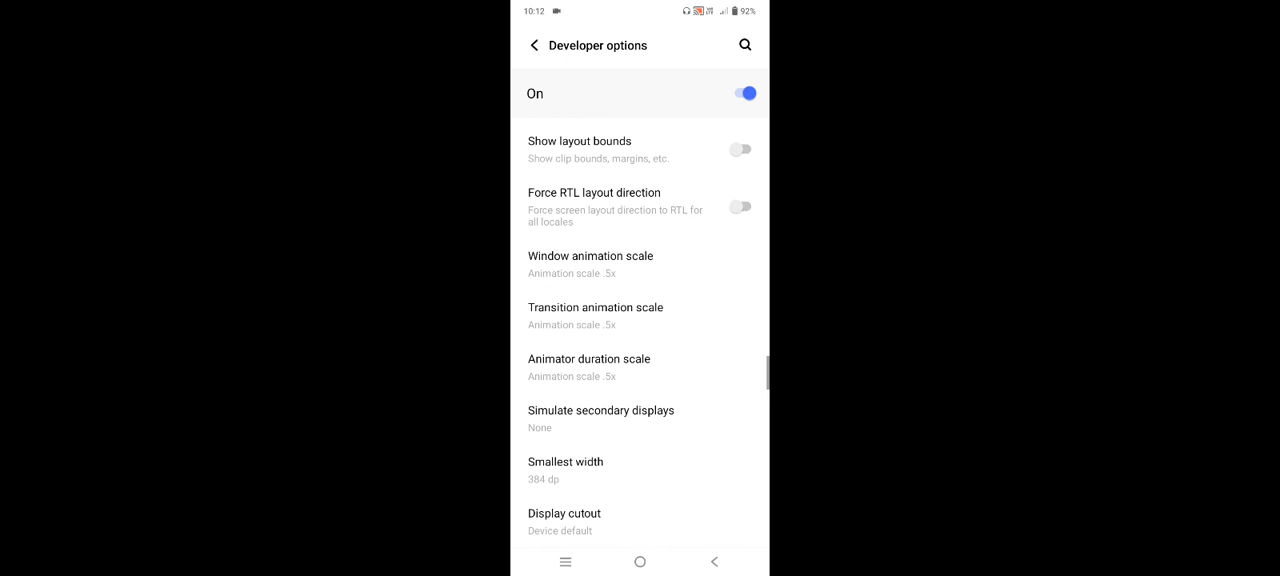 10:12
92%
Developer options
On
Show layout bounds
Show clip bounds, margins, etc.
Force RTL layout direction
Force screen layout direction to RTL for
all locales
Window animation scale
Animation scale .5x
Transition animation scale
Animation scale .5x
Animator duration scale
Animation scale .5x
Simulate secondary displays
None
Smallest width
384 dp
Display cutout
Device default